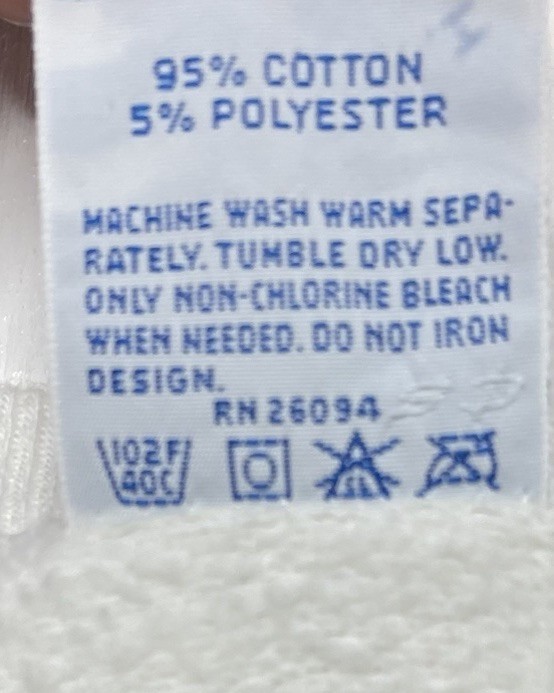 95% COTTON
5% POLYESTER
MACHINE WASH WARM SEPA-
RATELY. TUMBLE DRY LOW.
ONLY NON-CHLORINE BLEACH
WHEN NEEDED. DO NOT IRON
DESIGN.
RN 26094
102F
40C